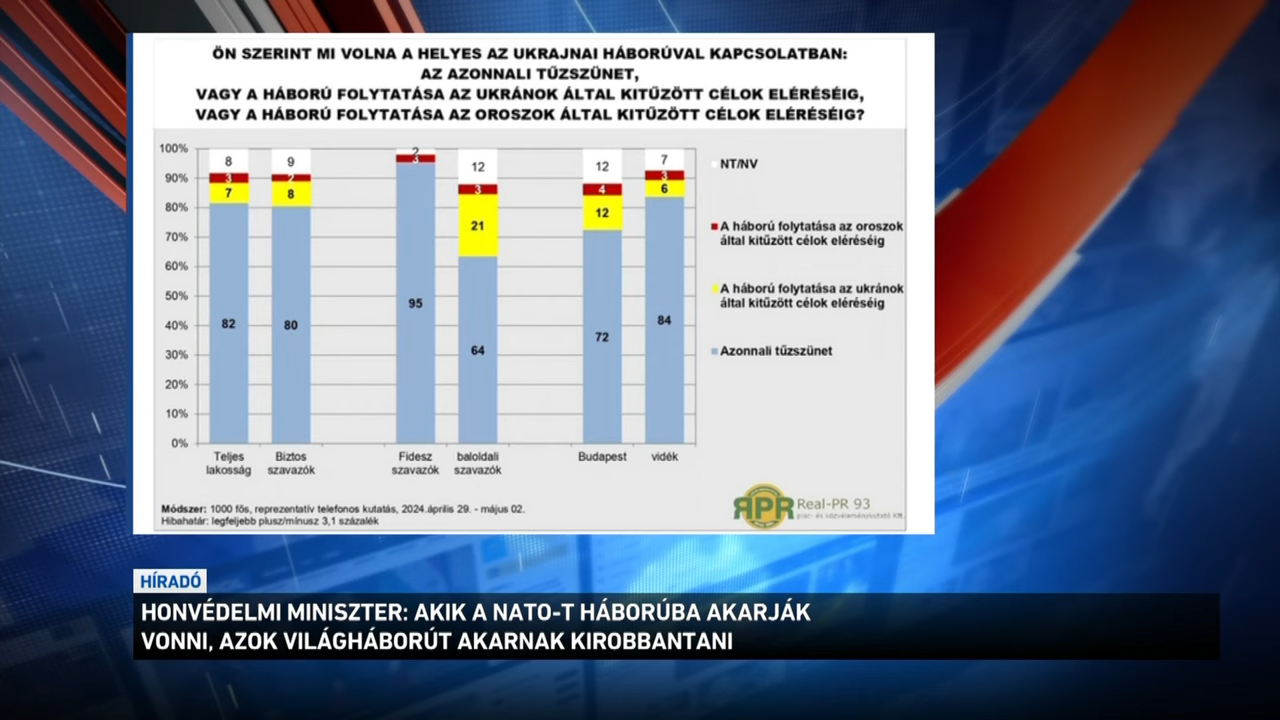 ÖN SZERINT MI VOLNA A HELYES AZ UKRAJNAI HÁBORÚVAL KAPCSOLATBAN:
AZ AZONNALI TŰZSZÜNET,
VAGY A HÁBORÚ FOLYTATÁSA AZ UKRÁNOK ÁLTAL KITŰZÖTT CÉLOK ELÉRÉSÉIG,
VAGY A HÁBORÚ FOLYTATÁSA AZ OROSZOK ÁLTAL KITŰZÖTT CÉLOK ELÉRÉSÉIG?
100%
90%
80%
70%
60%
50%
40%
30%
20%
10%
0%
8 9 2 12 12 7
3 2 3 3 4 3
7 8 21 12 6
82 80 95 64 72 84
Teljes lakosság
Biztos szavazók
Fidesz szavazók
baloldali szavazók
Budapest
vidék
NT/NV
A háború folytatása az oroszok
által kitűzött célok eléréséig
A háború folytatása az ukránok
által kitűzött célok eléréséig
Azonnali tűzszünet
Módszer: 1000 fős, reprezentatív telefonos kutatás, 2024.április 29. - május 02.
Hibahatár: legfeljebb plusz/mínusz 3,1 százalék
RPR Real-PR 93
piac- és közvéleménykutató Kft.
HÍRADÓ
HONVÉDELMI MINISZTER: AKIK A NATO-T HÁBORÚBA AKARJÁK
VONNI, AZOK VILÁGHÁBORÚT AKARNAK KIROBBANTANI